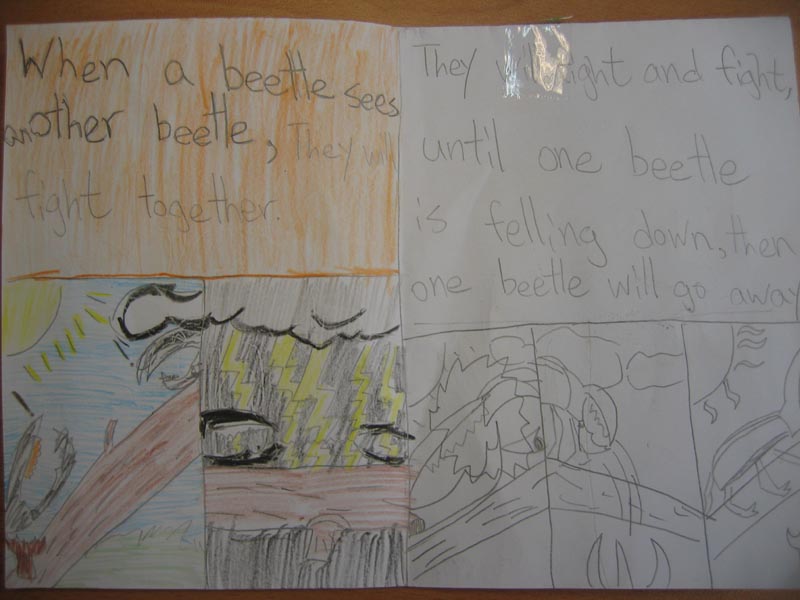 When a beetle sees
another beetle, They will
fight together.
They will fight and fight,
until one beetle
is felling down, then
one beetle will go away